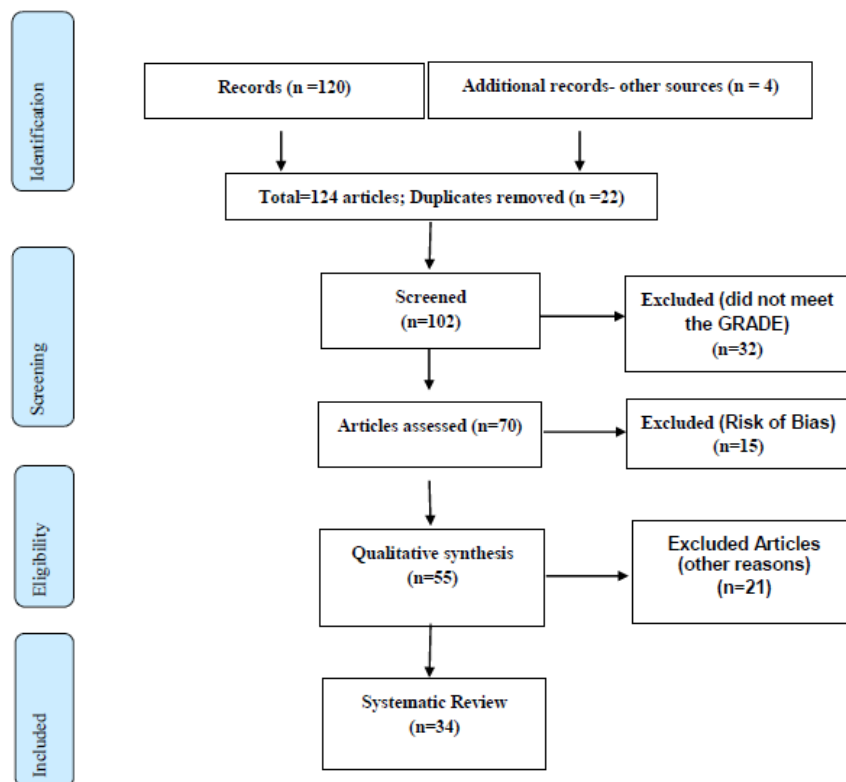 Identification
Records (n =120)
Additional records- other sources (n = 4)
Total=124 articles; Duplicates removed (n =22)
Screening
Screened
(n=102)
Excluded (did not meet
the GRADE)
(n=32)
Articles assessed (n=70)
Excluded (Risk of Bias)
(n=15)
Eligibility
Qualitative synthesis
(n=55)
Excluded Articles
(other reasons)
(n=21)
Included
Systematic Review
(n=34)